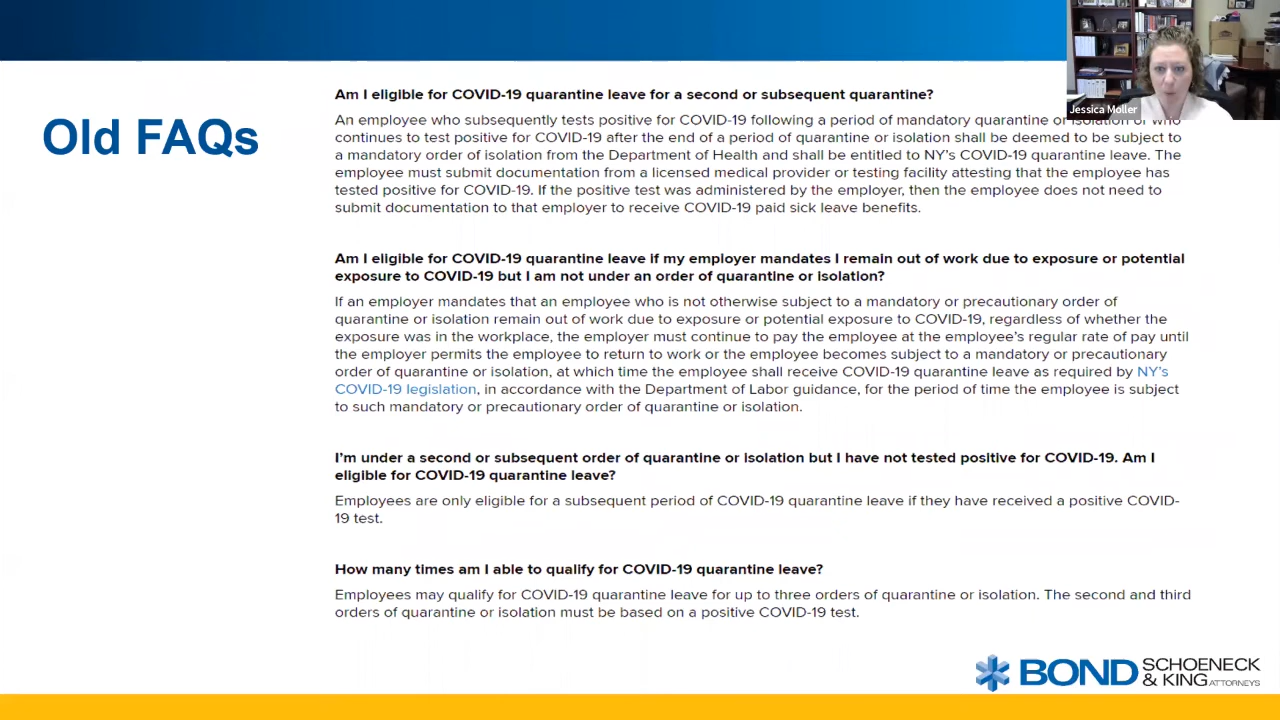 Jessica Moller
Old FAQs
Am I eligible for COVID-19 quarantine leave for a second or subsequent quarantine?
An employee who subsequently tests positive for COVID-19 following a period of mandatory quarantine or isolation or who
continues to test positive for COVID-19 after the end of a period of quarantine or isolation shall be deemed to be subject to
a mandatory order of isolation from the Department of Health and shall be entitled to NY's COVID-19 quarantine leave. The
employee must submit documentation from a licensed medical provider or testing facility attesting that the employee has
tested positive for COVID-19. If the positive test was administered by the employer, then the employee does not need to
submit documentation to that employer to receive COVID-19 paid sick leave benefits.
Am I eligible for COVID-19 quarantine leave if my employer mandates I remain out of work due to exposure or potential
exposure to COVID-19 but I am not under an order of quarantine or isolation?
If an employer mandates that an employee who is not otherwise subject to a mandatory or precautionary order of
quarantine or isolation remain out of work due to exposure or potential exposure to COVID-19, regardless of whether the
exposure was in the workplace, the employer must continue to pay the employee at the employee's regular rate of pay until
the employer permits the employee to return to work or the employee becomes subject to a mandatory or precautionary
order of quarantine or isolation, at which time the employee shall receive COVID-19 quarantine leave as required by NY's
COVID-19 legislation, in accordance with the Department of Labor guidance, for the period of time the employee is subject
to such mandatory or precautionary order of quarantine or isolation.
I'm under a second or subsequent order of quarantine or isolation but I have not tested positive for COVID-19. Am I
eligible for COVID-19 quarantine leave?
Employees are only eligible for a subsequent period of COVID-19 quarantine leave if they have received a positive COVID-
19 test.
How many times am I able to qualify for COVID-19 quarantine leave?
Employees may qualify for COVID-19 quarantine leave for up to three orders of quarantine or isolation. The second and third
orders of quarantine or isolation must be based on a positive COVID-19 test.
BOND SCHOENECK
& KING ATTORNEYS